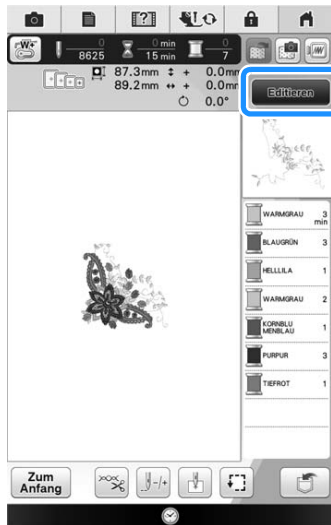 W+
0
8625
0 min
15 min
0
7
87.3mm ↕ + 0.0mm
89.2mm ↔ + 0.0mm
0.0°
Editieren
WARMGRAU 3
min
BLAUGRÜN 3
HELLLILA 1
WARMGRAU 2
KORNBLU
MENBLAU 1
PURPUR 3
TIEFROT 1
Zum
Anfang
-/+